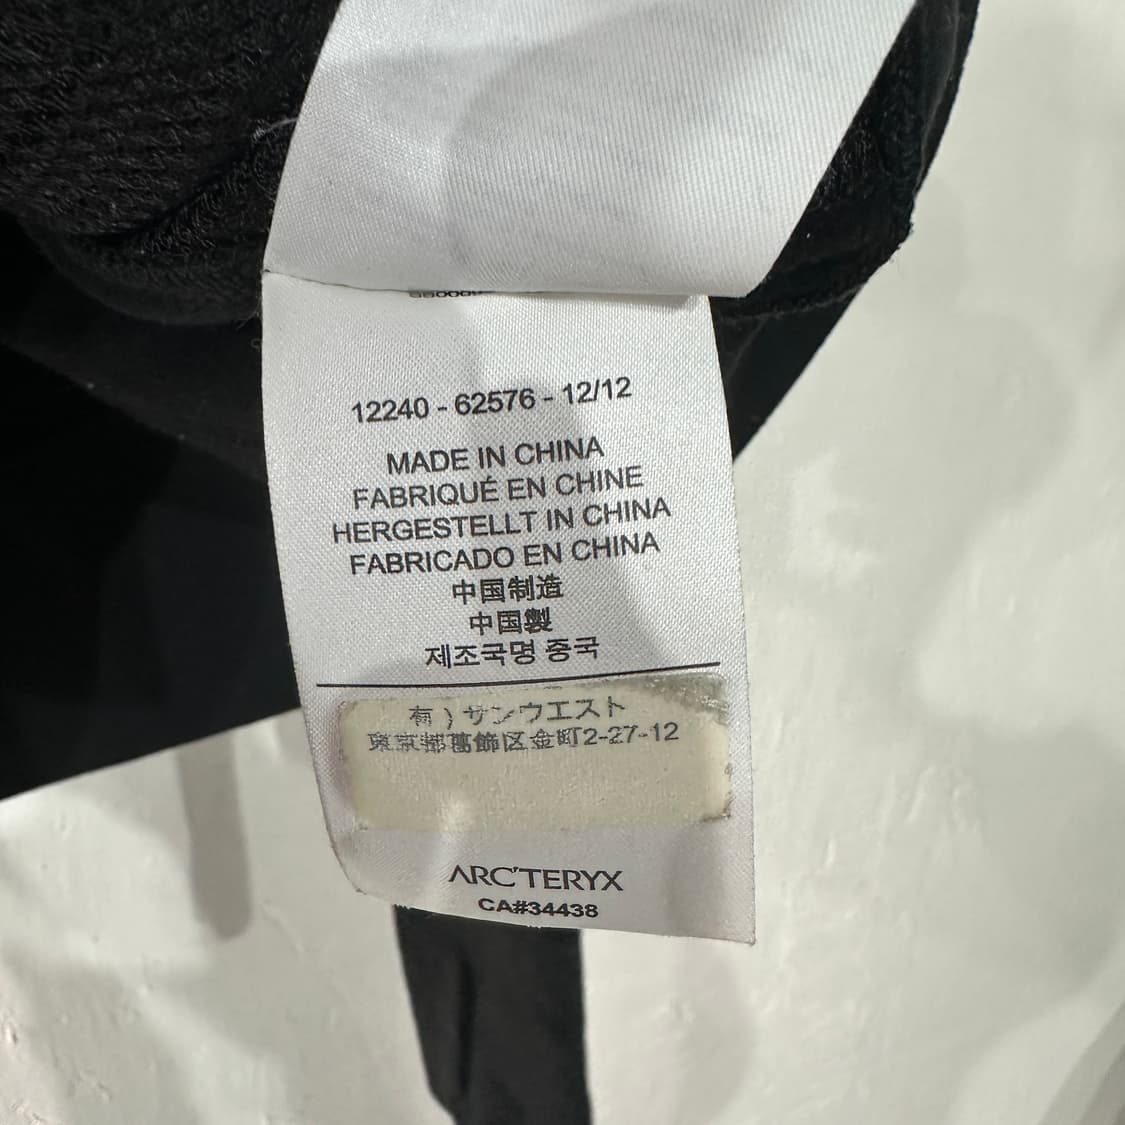 12240 - 62576 - 12/12
MADE IN CHINA
FABRIQUÉ EN CHINE
HERGESTELLT IN CHINA
FABRICADO EN CHINA
中国制造
中国製
제조국명 중국
有）サンウエスト
東京都葛飾区金町2-27-12
ARC'TERYX
CA#34438